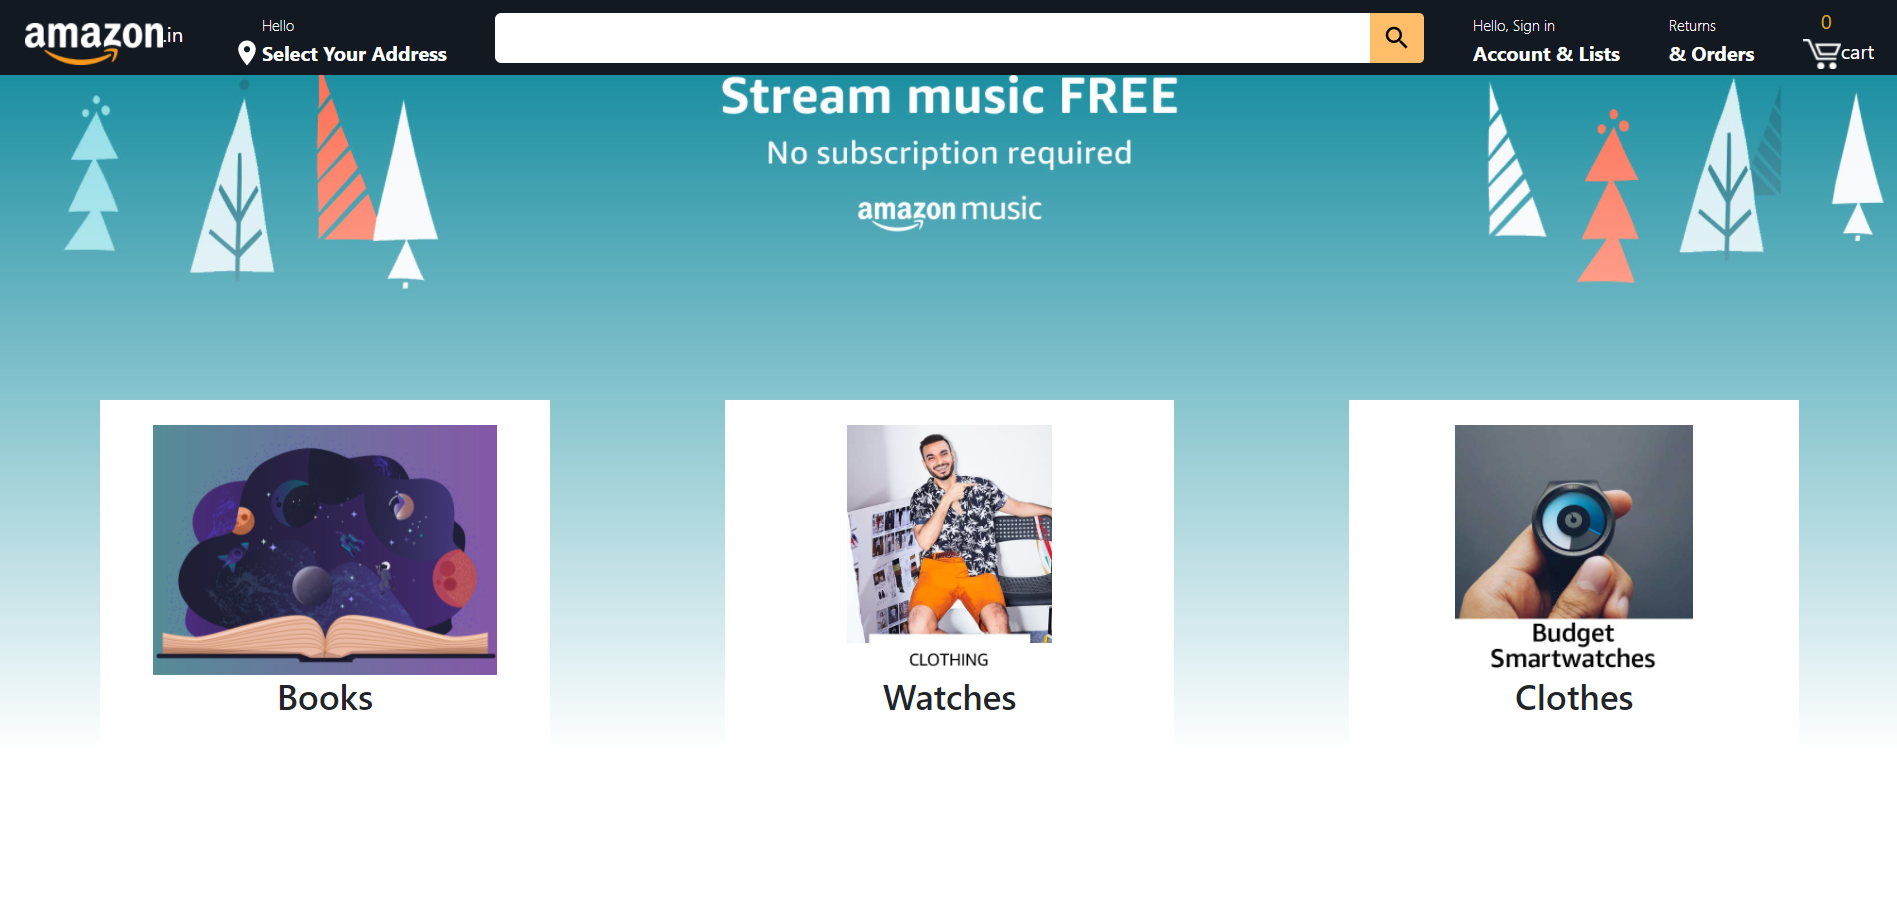 amazon.in
Hello
Select Your Address
Hello, Sign in
Account & Lists
Returns
& Orders
0
cart
Stream music FREE
No subscription required
amazon music
Books
CLOTHING
Watches
Budget
Smartwatches
Clothes